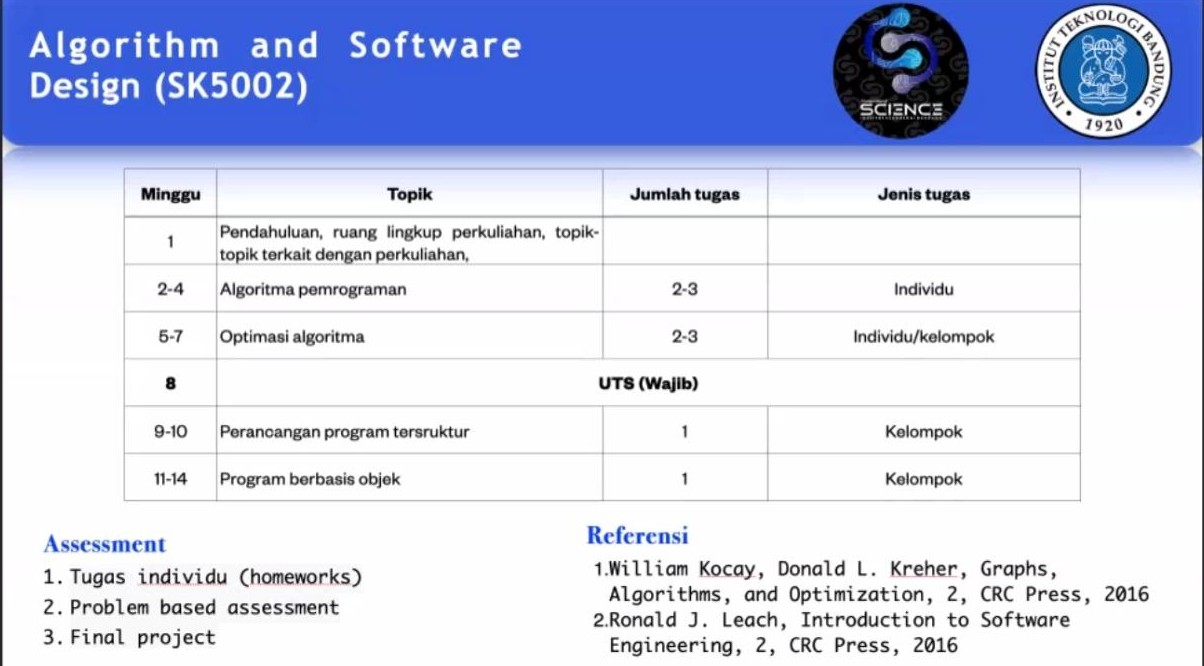 Algorithm and Software
Design (SK5002)
SCIENCE
INSTITUT TEKNOLOGI BANDUNG
1920
Minggu Topik Jumlah tugas Jenis tugas
1 Pendahuluan, ruang lingkup perkuliahan, topik-
topik terkait dengan perkuliahan,
2-4 Algoritma pemrograman 2-3 Individu
5-7 Optimasi algoritma 2-3 Individu/kelompok
8 UTS (Wajib)
9-10 Perancangan program tersruktur 1 Kelompok
11-14 Program berbasis objek 1 Kelompok
Assessment
1. Tugas individu (homeworks)
2. Problem based assessment
3. Final project
Referensi
1.William Kocay, Donald L. Kreher, Graphs,
Algorithms, and Optimization, 2, CRC Press, 2016
2.Ronald J. Leach, Introduction to Software
Engineering, 2, CRC Press, 2016